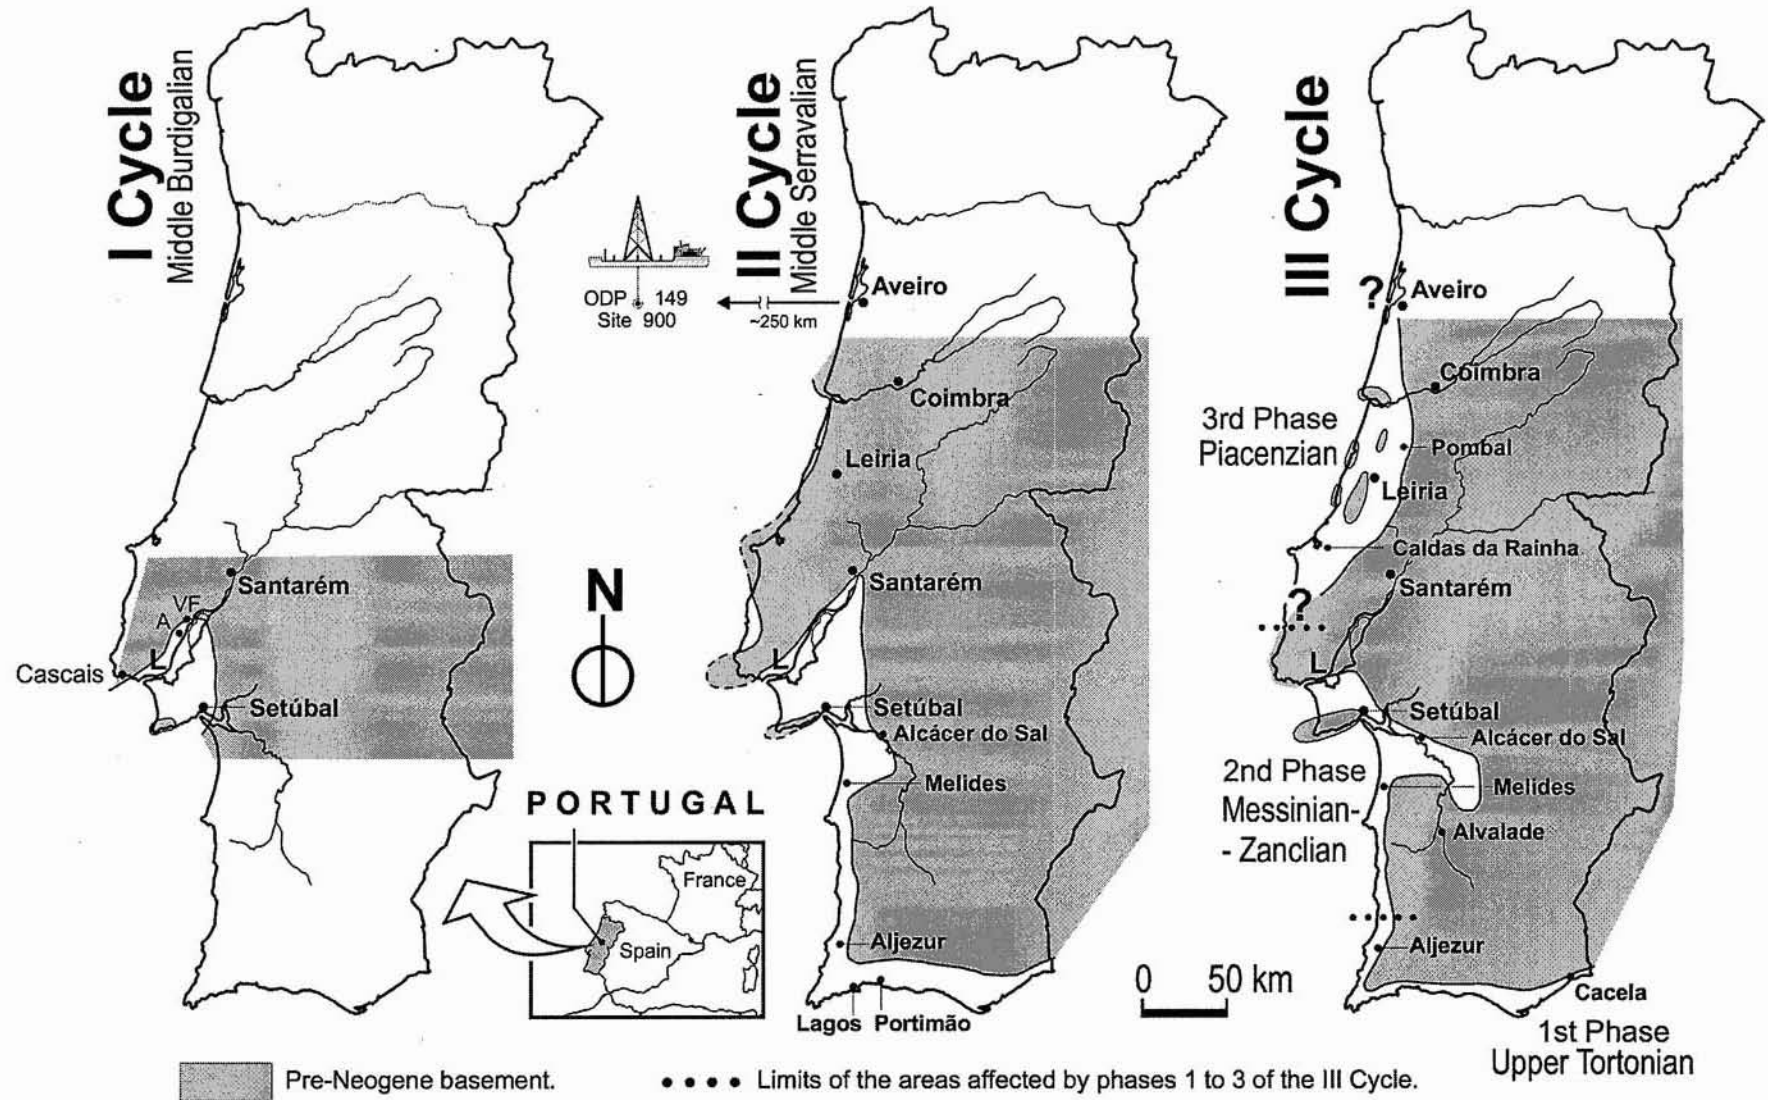 I Cycle
Middle Burdigalian
Santarém
VF
A
L
Cascais
Setúbal
ODP 149
Site 900
~250 km
II Cycle
Middle Serravalian
Aveiro
Coimbra
Leiria
Santarém
L
Setúbal
Alcácer do Sal
Melides
Aljezur
Lagos Portimão
N
PORTUGAL
France
Spain
0 50 km
III Cycle
?
Aveiro
Coimbra
3rd Phase
Piacenzian
Pombal
Leiria
Caldas da Rainha
Santarém
?
L
Setúbal
Alcácer do Sal
2nd Phase
Messinian-
- Zanclian
Melides
Alvalade
Aljezur
Cacela
1st Phase
Upper Tortonian
Pre-Neogene basement.
Limits of the areas affected by phases 1 to 3 of the III Cycle.